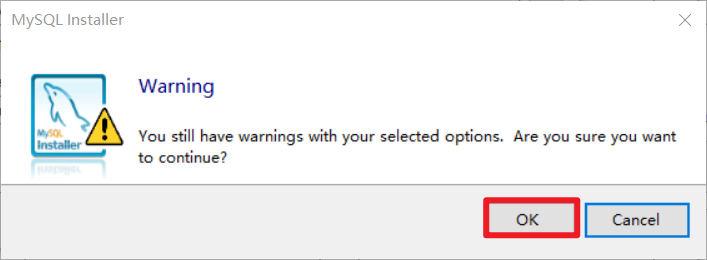 MySQL Installer
Warning
MySQL
Installer
You still have warnings with your selected options.  Are you sure you want
to continue?
OK
Cancel